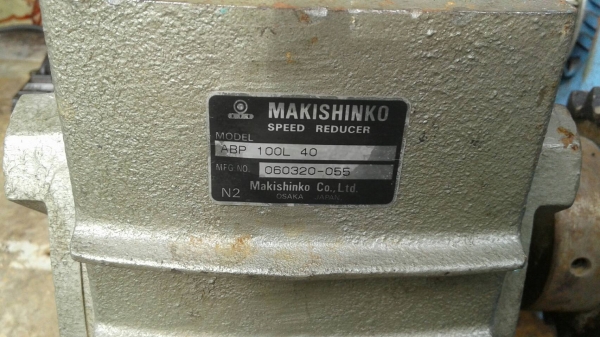 MAKISHINKO
SPEED REDUCER
MODEL
ABP 100L 40
MFG NO. 060320-055
N2 Makishinko Co., Ltd.
OSAKA JAPAN